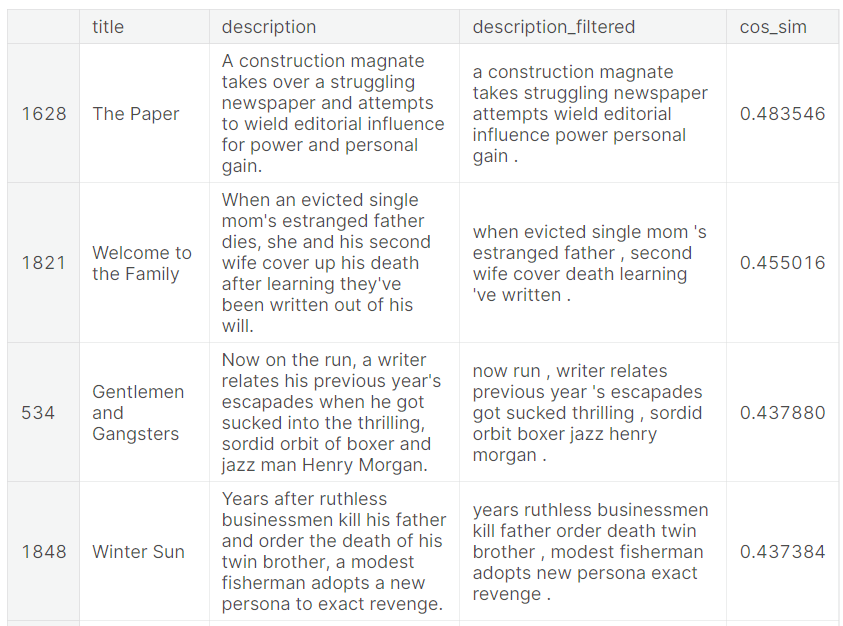 title description description_filtered cos_sim
1628 The Paper
A construction magnate
takes over a struggling
newspaper and attempts
to wield editorial influence
for power and personal
gain.
a construction magnate
takes struggling newspaper
attempts wield editorial
influence power personal
gain .
0.483546
1821
Welcome to
the Family
When an evicted single
mom's estranged father
dies, she and his second
wife cover up his death
after learning they've
been written out of his
will.
when evicted single mom 's
estranged father , second
wife cover death learning
've written .
0.455016
534
Gentlemen
and
Gangsters
Now on the run, a writer
relates his previous year's
escapades when he got
sucked into the thrilling,
sordid orbit of boxer and
jazz man Henry Morgan.
now run , writer relates
previous year 's escapades
got sucked thrilling , sordid
orbit boxer jazz henry
morgan .
0.437880
1848 Winter Sun
Years after ruthless
businessmen kill his father
and order the death of his
twin brother, a modest
fisherman adopts a new
persona to exact revenge.
years ruthless businessmen
kill father order death twin
brother , modest fisherman
adopts new persona exact
revenge .
0.437384